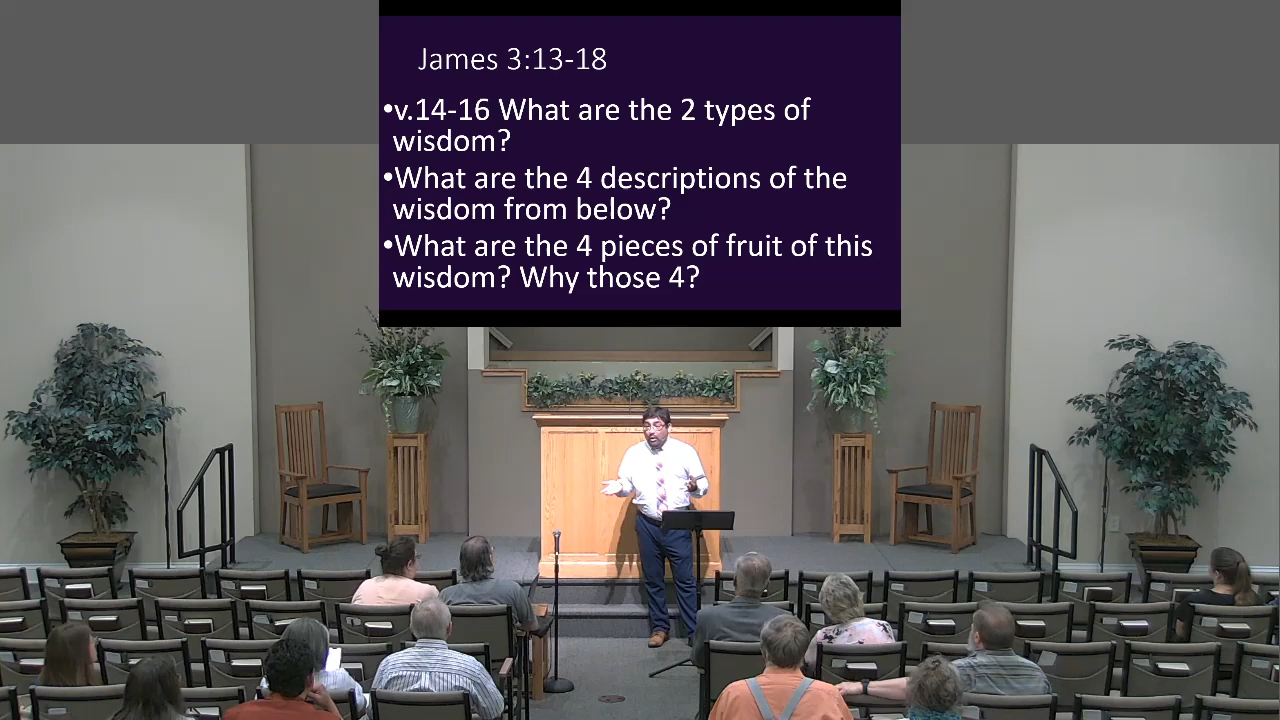 James 3:13-18
•v.14-16 What are the 2 types of
wisdom?
•What are the 4 descriptions of the
wisdom from below?
•What are the 4 pieces of fruit of this
wisdom? Why those 4?